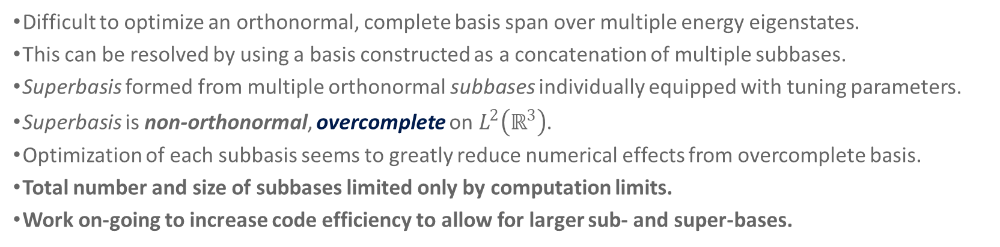 •Difficult to optimize an orthonormal, complete basis span over multiple energy eigenstates.
•This can be resolved by using a basis constructed as a concatenation of multiple subbases.
•Superbasis formed from multiple orthonormal subbases individually equipped with tuning parameters.
•Superbasis is non-orthonormal, overcomplete on L²(ℝ³).
•Optimization of each subbasis seems to greatly reduce numerical effects from overcomplete basis.
•Total number and size of subbases limited only by computation limits.
•Work on-going to increase code efficiency to allow for larger sub- and super-bases.